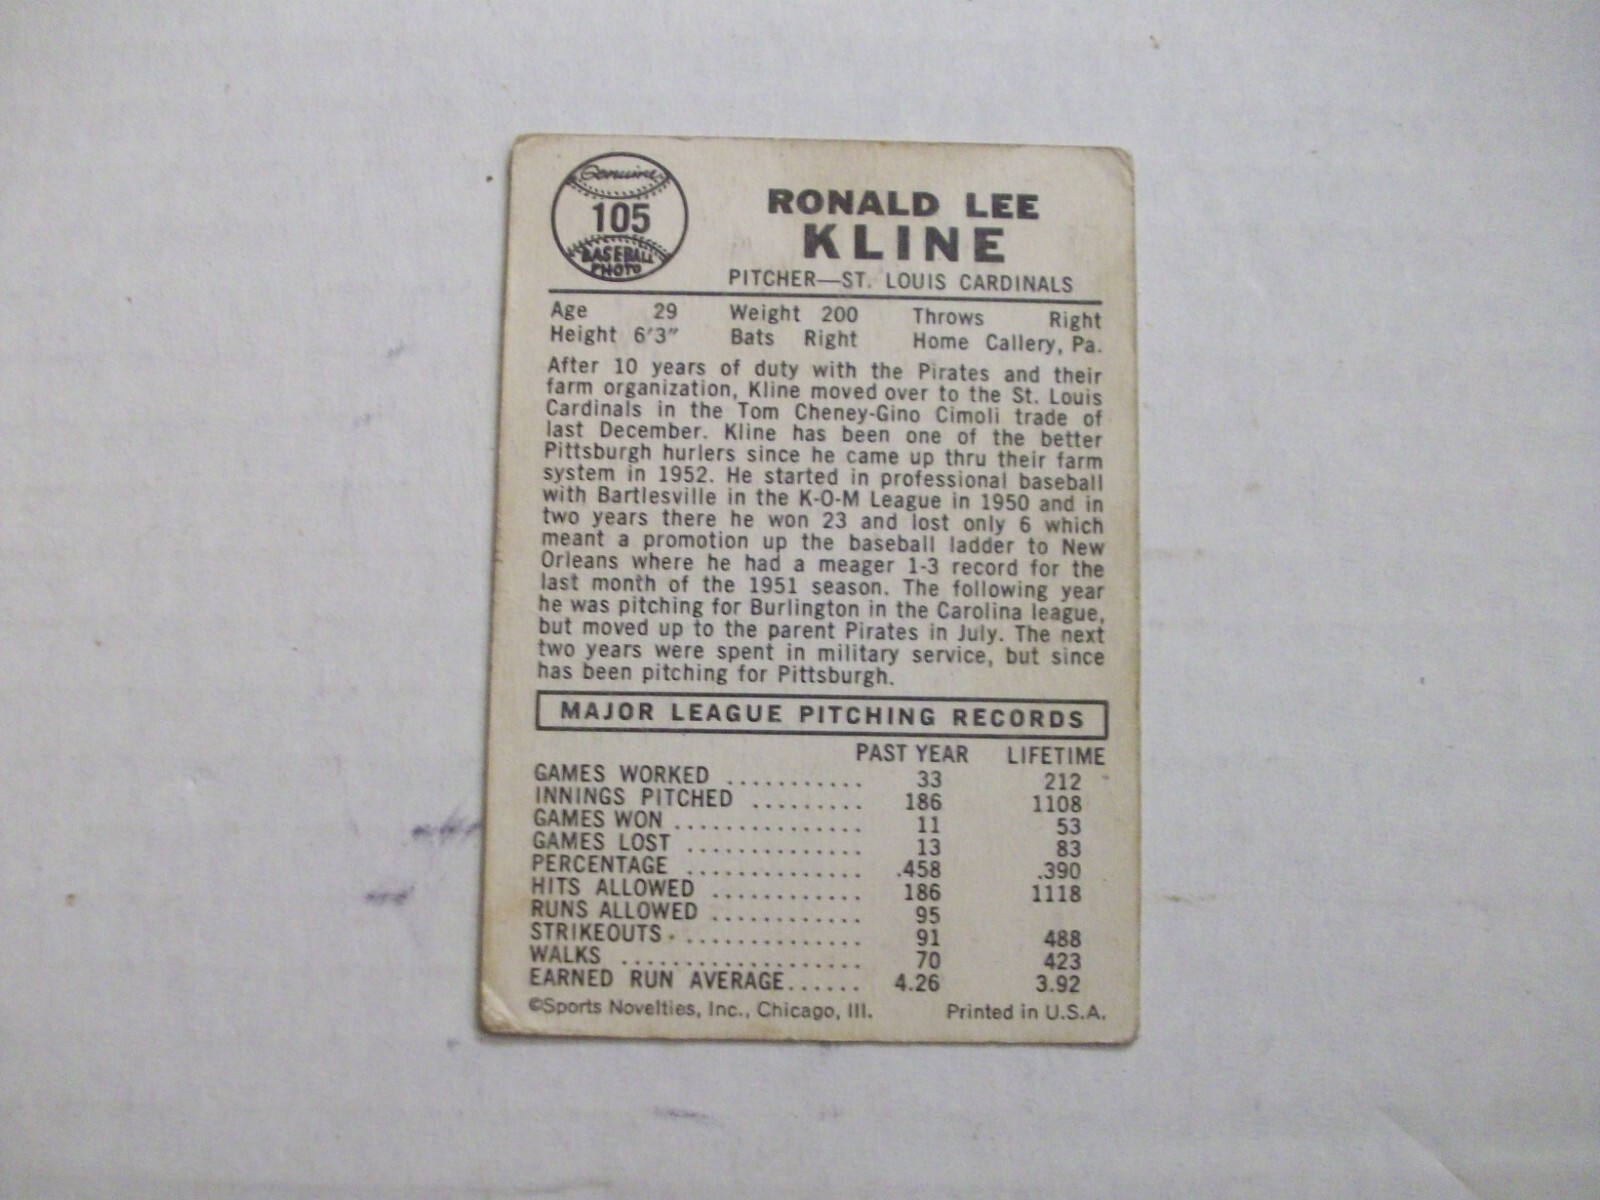 Genuine
105
BASEBALL
PHOTO
RONALD LEE
KLINE
PITCHER—ST. LOUIS CARDINALS
Age 29 Weight 200 Throws Right
Height 6'3" Bats Right Home Callery, Pa.
After 10 years of duty with the Pirates and their
farm organization, Kline moved over to the St. Louis
Cardinals in the Tom Cheney-Gino Cimoli trade of
last December. Kline has been one of the better
Pittsburgh hurlers since he came up thru their farm
system in 1952. He started in professional baseball
with Bartlesville in the K-O-M League in 1950 and in
two years there he won 23 and lost only 6 which
meant a promotion up the baseball ladder to New
Orleans where he had a meager 1-3 record for the
last month of the 1951 season. The following year
he was pitching for Burlington in the Carolina league,
but moved up to the parent Pirates in July. The next
two years were spent in military service, but since
has been pitching for Pittsburgh.
MAJOR LEAGUE PITCHING RECORDS
PAST YEAR LIFETIME
GAMES WORKED ........... 33 212
INNINGS PITCHED ......... 186 1108
GAMES WON ............... 11 53
GAMES LOST .............. 13 83
PERCENTAGE .............. .458 .390
HITS ALLOWED ............ 186 1118
RUNS ALLOWED ............ 95
STRIKEOUTS ............... 91 488
WALKS ................... 70 423
EARNED RUN AVERAGE...... 4.26 3.92
©Sports Novelties, Inc., Chicago, Ill. Printed in U.S.A.